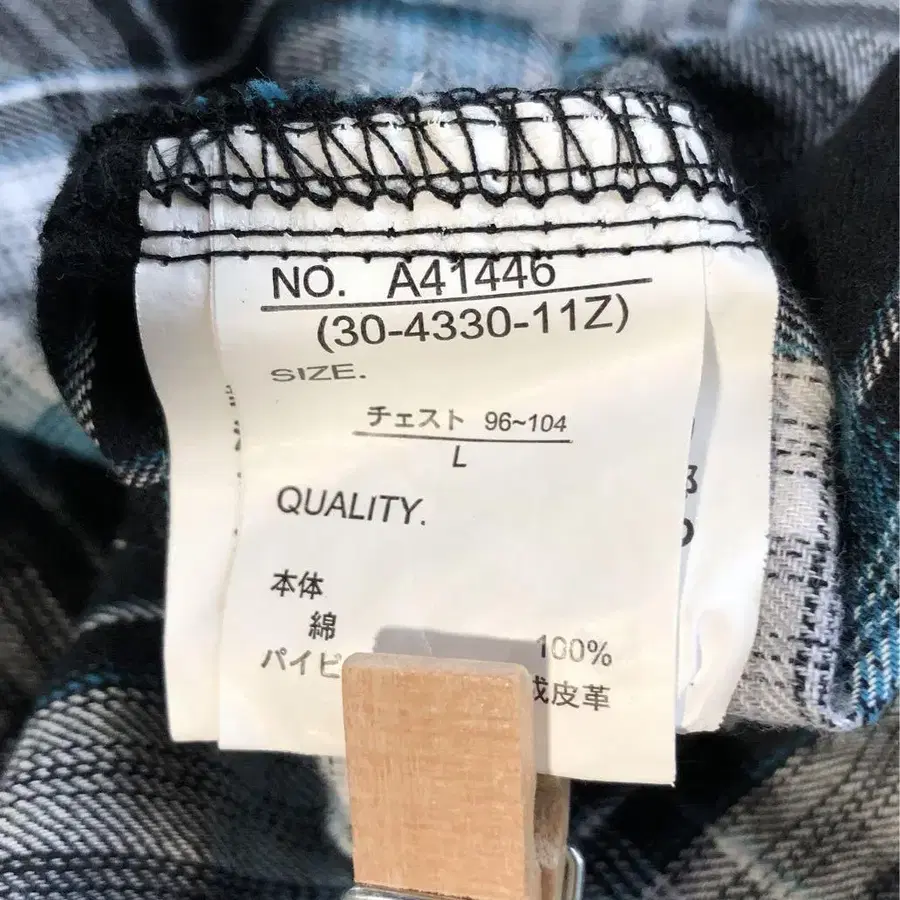 NO. A41446
(30-4330-11Z)
SIZE.
チェスト 96~104
L
QUALITY.
本体
綿 100%
パイピ 成皮革